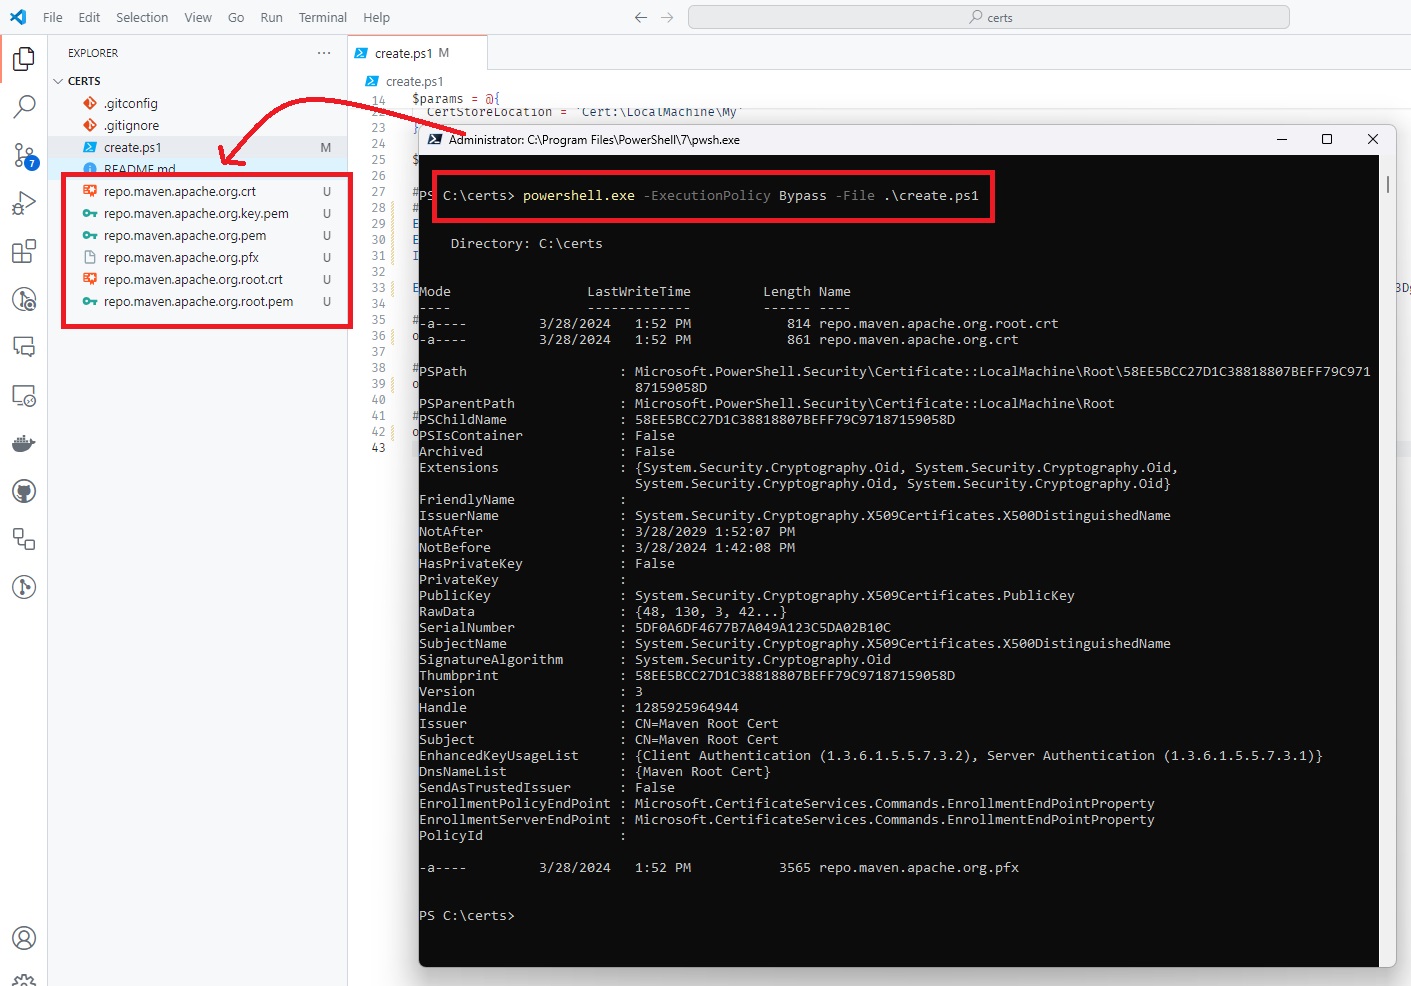 File Edit Selection View Go Run Terminal Help
certs
EXPLORER
CERTS
.gitconfig
.gitignore
create.ps1 M
README.md
repo.maven.apache.org.crt U
repo.maven.apache.org.key.pem U
repo.maven.apache.org.pem U
repo.maven.apache.org.pfx U
repo.maven.apache.org.root.crt U
repo.maven.apache.org.root.pem U
7
create.ps1 M
create.ps1
14 $params = @{
22 CertStoreLocation = 'Cert:\LocalMachine\My'
23 }
24
25 $
26
27 #
28 #
29 E
30 E
31 I
32
33 E
34
35 #
36 o
37
38 #
39 o
40
41 #
42 o
43
Administrator: C:\Program Files\PowerShell\7\pwsh.exe
PS C:\certs> powershell.exe -ExecutionPolicy Bypass -File .\create.ps1
Directory: C:\certs
Mode LastWriteTime Length Name
---- ------------- ------ ----
-a---- 3/28/2024 1:52 PM 814 repo.maven.apache.org.root.crt
-a---- 3/28/2024 1:52 PM 861 repo.maven.apache.org.crt
PSPath : Microsoft.PowerShell.Security\Certificate::LocalMachine\Root\58EE5BCC27D1C38818807BEFF79C971
87159058D
PSParentPath : Microsoft.PowerShell.Security\Certificate::LocalMachine\Root
PSChildName : 58EE5BCC27D1C38818807BEFF79C97187159058D
PSIsContainer : False
Archived : False
Extensions : {System.Security.Cryptography.Oid, System.Security.Cryptography.Oid,
System.Security.Cryptography.Oid, System.Security.Cryptography.Oid}
FriendlyName :
IssuerName : System.Security.Cryptography.X509Certificates.X500DistinguishedName
NotAfter : 3/28/2029 1:52:07 PM
NotBefore : 3/28/2024 1:42:08 PM
HasPrivateKey : False
PrivateKey :
PublicKey : System.Security.Cryptography.X509Certificates.PublicKey
RawData : {48, 130, 3, 42...}
SerialNumber : 5DF0A6DF4677B7A049A123C5DA02B10C
SubjectName : System.Security.Cryptography.X509Certificates.X500DistinguishedName
SignatureAlgorithm : System.Security.Cryptography.Oid
Thumbprint : 58EE5BCC27D1C38818807BEFF79C97187159058D
Version : 3
Handle : 1285925964944
Issuer : CN=Maven Root Cert
Subject : CN=Maven Root Cert
EnhancedKeyUsageList : {Client Authentication (1.3.6.1.5.5.7.3.2), Server Authentication (1.3.6.1.5.5.7.3.1)}
DnsNameList : {Maven Root Cert}
SendAsTrustedIssuer : False
EnrollmentPolicyEndPoint : Microsoft.CertificateServices.Commands.EnrollmentEndPointProperty
EnrollmentServerEndPoint : Microsoft.CertificateServices.Commands.EnrollmentEndPointProperty
PolicyId :
-a---- 3/28/2024 1:52 PM 3565 repo.maven.apache.org.pfx
PS C:\certs>